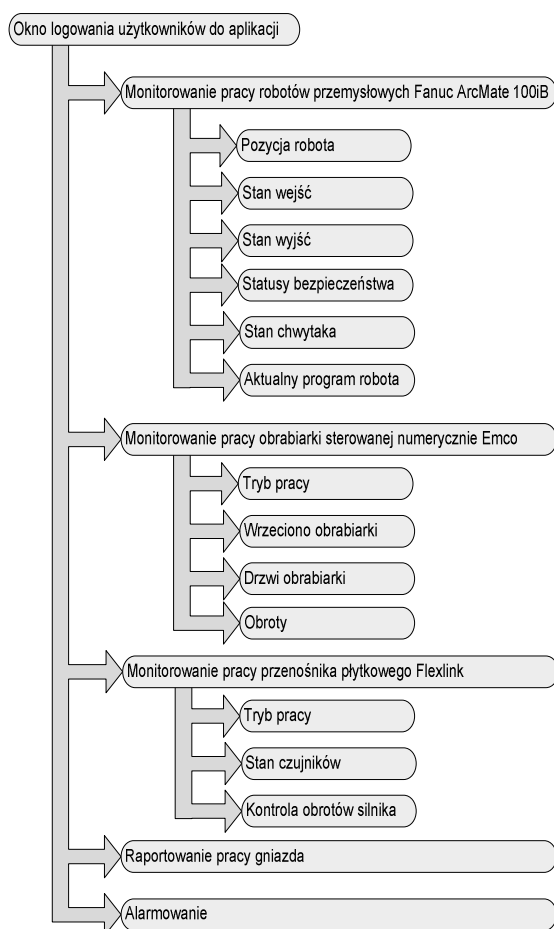 Okno logowania użytkowników do aplikacji
Monitorowanie pracy robotów przemysłowych Fanuc ArcMate 100iB
Pozycja robota
Stan wejść
Stan wyjść
Statusy bezpieczeństwa
Stan chwytaka
Aktualny program robota
Monitorowanie pracy obrabiarki sterowanej numerycznie Emco
Tryb pracy
Wrzeciono obrabiarki
Drzwi obrabiarki
Obroty
Monitorowanie pracy przenośnika płytkowego Flexlink
Tryb pracy
Stan czujników
Kontrola obrotów silnika
Raportowanie pracy gniazda
Alarmowanie